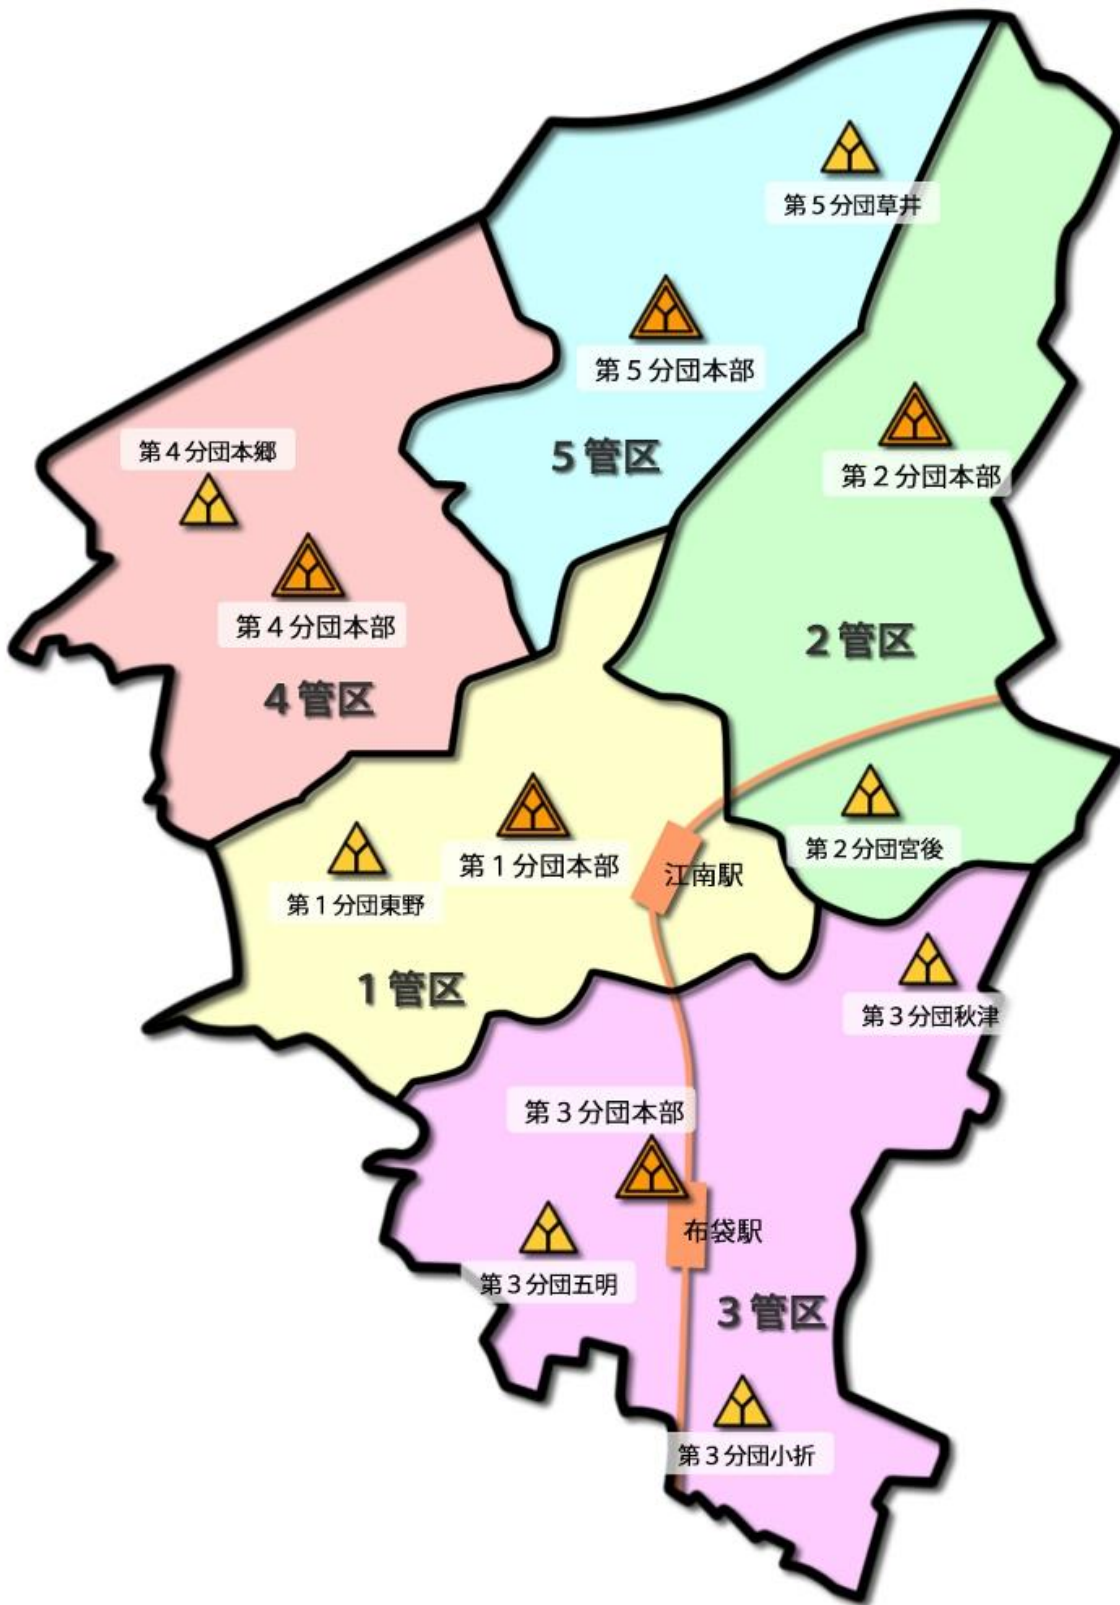 第５分団草井
第５分団本部
第４分団本郷
5管区
第２分団本部
第４分団本部
2管区
4管区
第２分団宮後
第１分団本部
江南駅
第１分団東野
1管区
第３分団秋津
第３分団本部
布袋駅
第３分団五明
3管区
第３分団小折